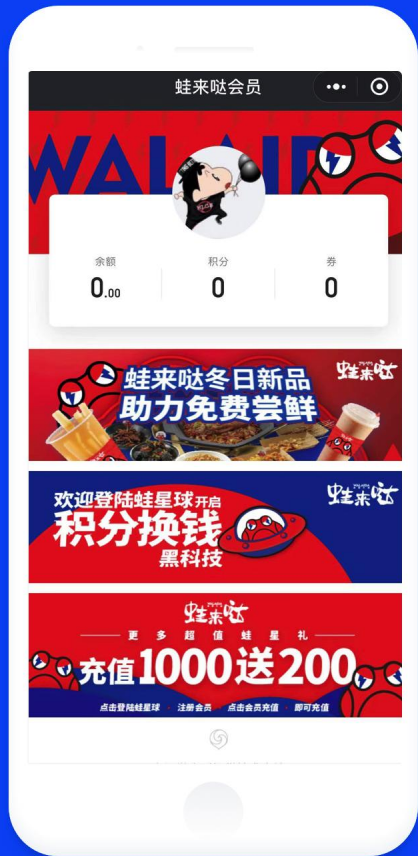 蛙来哒会员
WALAID
余额
积分
券
0.00
0
0
蛙来哒冬日新品
助力免费尝鲜
蛙来哒
欢迎登陆蛙星球开启
积分换钱
黑科技
蛙来哒
蛙来哒
更多超值蛙星礼
充值1000送200
点击登陆蛙星球 · 注册会员 · 点击会员充值 · 即可充值